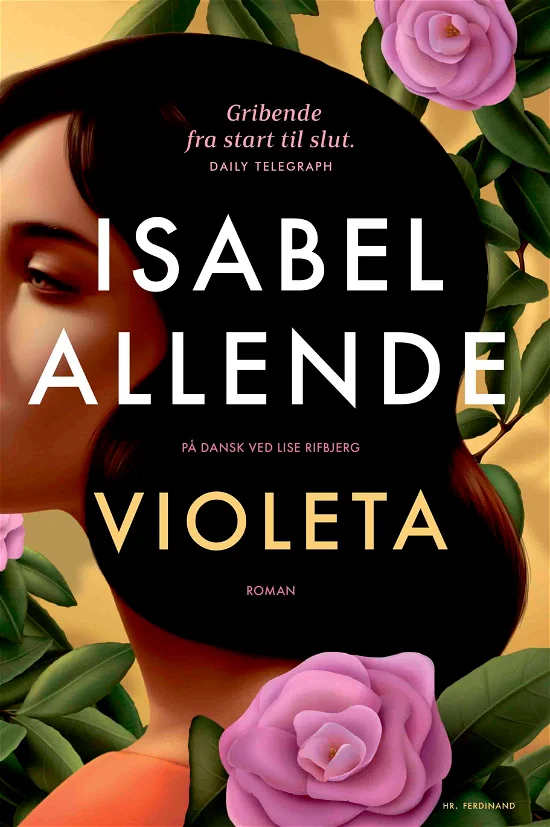 Gribende
fra start til slut.
DAILY TELEGRAPH
ISABEL
ALLENDE
PÅ DANSK VED LISE RIFBJERG
VIOLETA
ROMAN
HR. FERDINAND